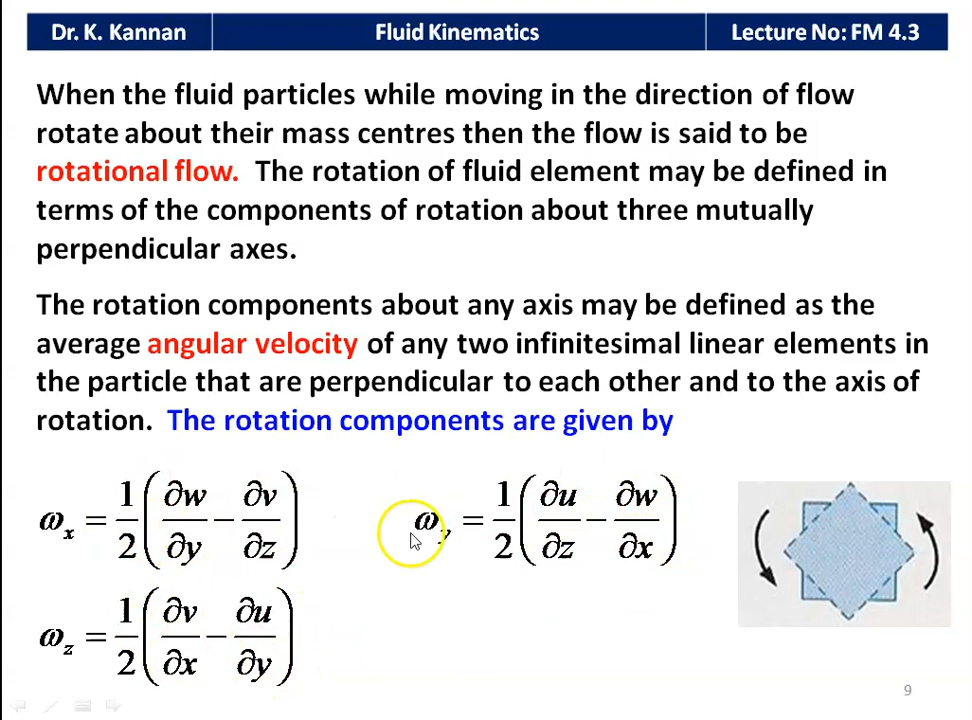 Dr. K. Kannan
Fluid Kinematics
Lecture No: FM 4.3
When the fluid particles while moving in the direction of flow
rotate about their mass centres then the flow is said to be
rotational flow. The rotation of fluid element may be defined in
terms of the components of rotation about three mutually
perpendicular axes.
The rotation components about any axis may be defined as the
average angular velocity of any two infinitesimal linear elements in
the particle that are perpendicular to each other and to the axis of
rotation. The rotation components are given by
ω_x = 1/2 (∂w/∂y − ∂v/∂z)
ω_y = 1/2 (∂u/∂z − ∂w/∂x)
ω_z = 1/2 (∂v/∂x − ∂u/∂y)
9